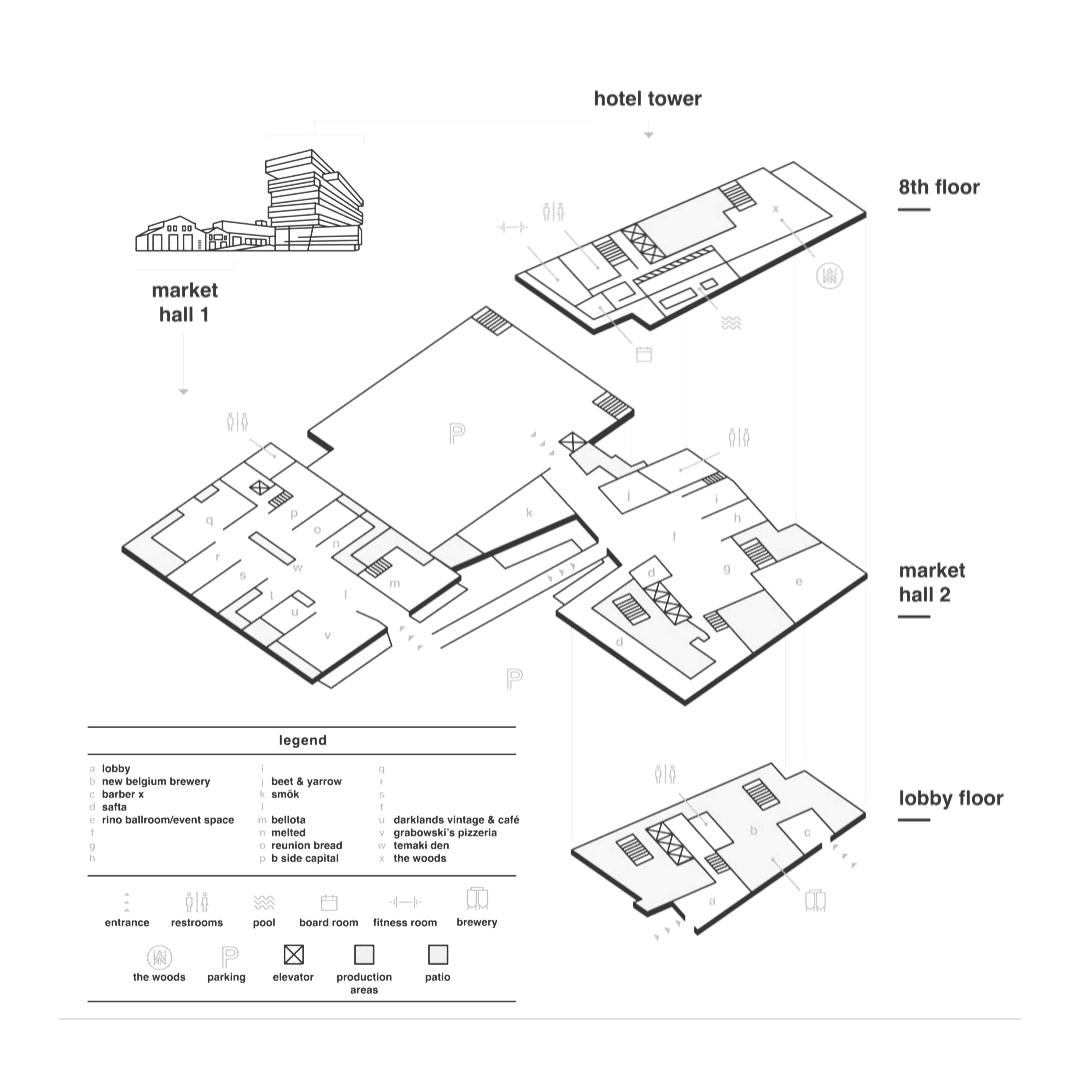 hotel tower
8th floor
x
market
hall 1
P
q
p
o
n
r
s
w
t
u
l
m
v
k
j
i
h
f
g
d
e
d
market
hall 2
P
legend
a lobby
b new belgium brewery
c barber x
d safta
e rino ballroom/event space
f
g
h
i
j beet & yarrow
k smök
l
m bellota
n melted
o reunion bread
p b side capital
q
r
s
t
u darklands vintage & café
v grabowski's pizzeria
w temaki den
x the woods
lobby floor
b
c
a
entrance restrooms pool board room fitness room brewery
P
the woods parking elevator production patio
areas